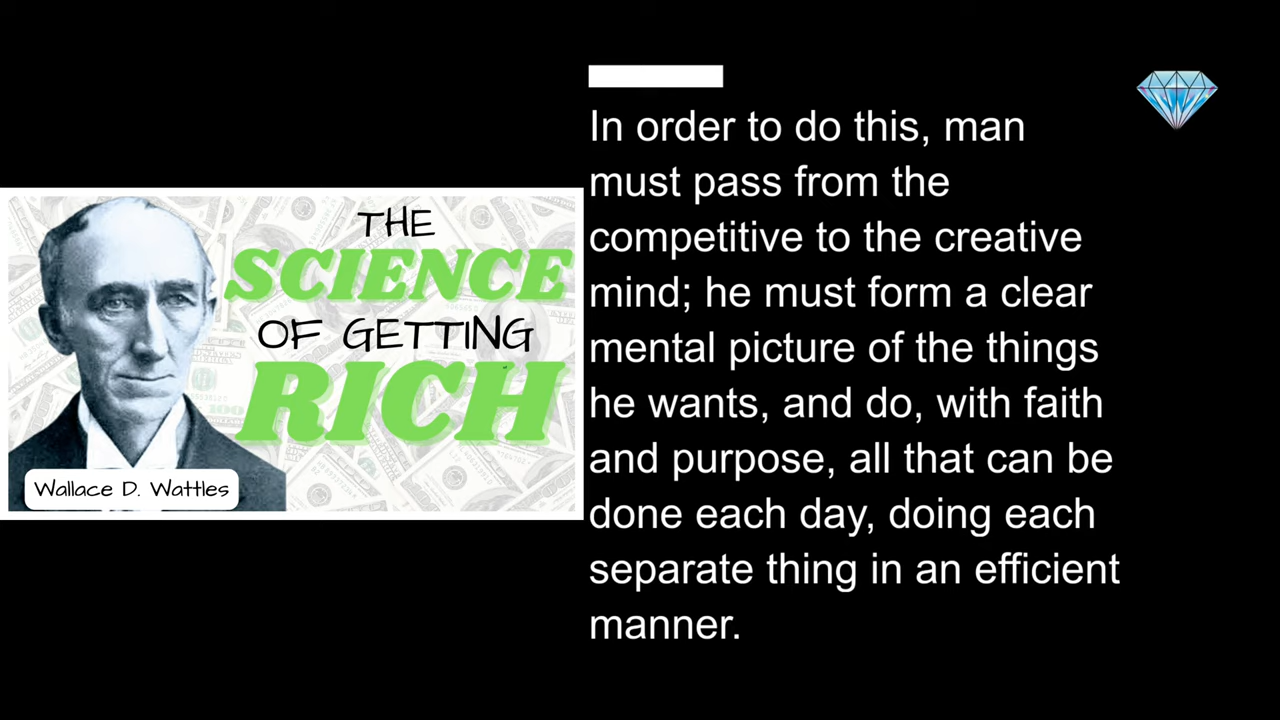 THE
SCIENCE
OF GETTING
RICH
Wallace D. Wattles
In order to do this, man
must pass from the
competitive to the creative
mind; he must form a clear
mental picture of the things
he wants, and do, with faith
and purpose, all that can be
done each day, doing each
separate thing in an efficient
manner.